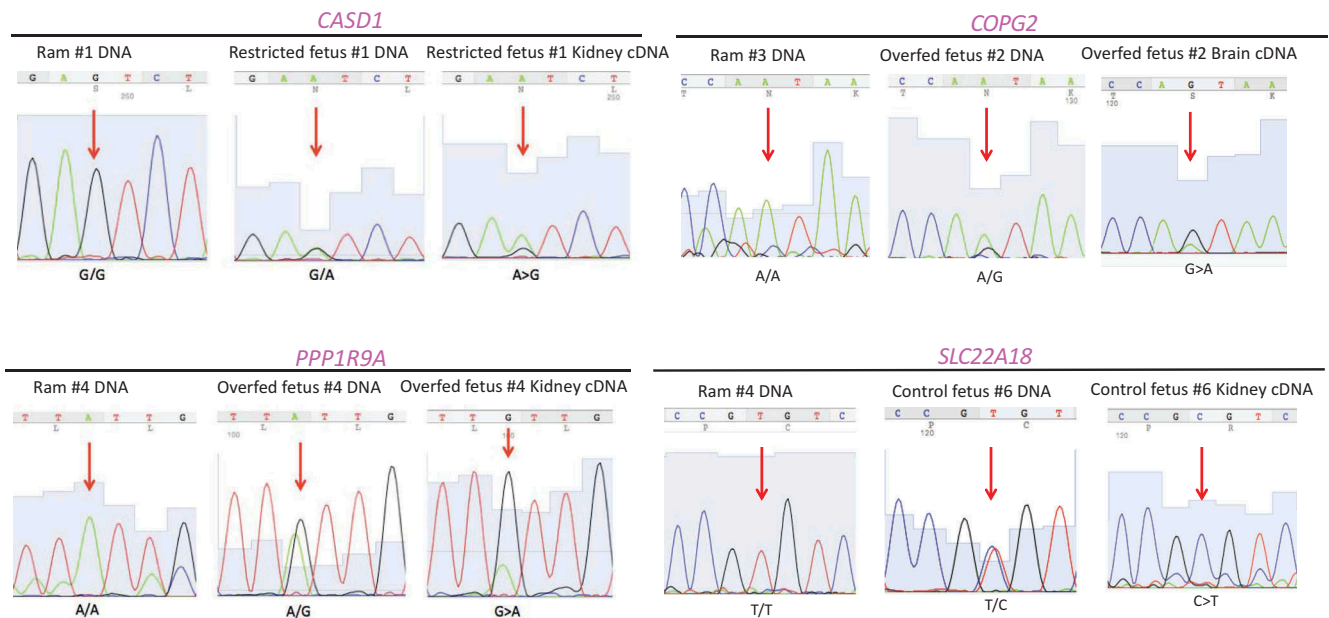 CASD1
Ram #1 DNA
Restricted fetus #1 DNA
Restricted fetus #1 Kidney cDNA
G A G T C T
S L
250
G/G
G A A T C T
N L
G/A
G A A T C T
N L
250
A>G
COPG2
Ram #3 DNA
Overfed fetus #2 DNA
Overfed fetus #2 Brain cDNA
C C A A T A A
T N K
A/A
C C A A T A A
T N K
130
A/G
T C A G T A A
120 S K
G>A
PPP1R9A
Ram #4 DNA
Overfed fetus #4 DNA
Overfed fetus #4 Kidney cDNA
T T A T T G
L L
A/A
T T A T T G
100 L L
A/G
T T G T T G
L L
G>A
SLC22A18
Ram #4 DNA
Control fetus #6 DNA
Control fetus #6 Kidney cDNA
C C G T G T C
P C
T/T
C C G T G T
P C
120
T/C
C C G C G T C
120 P R
C>T